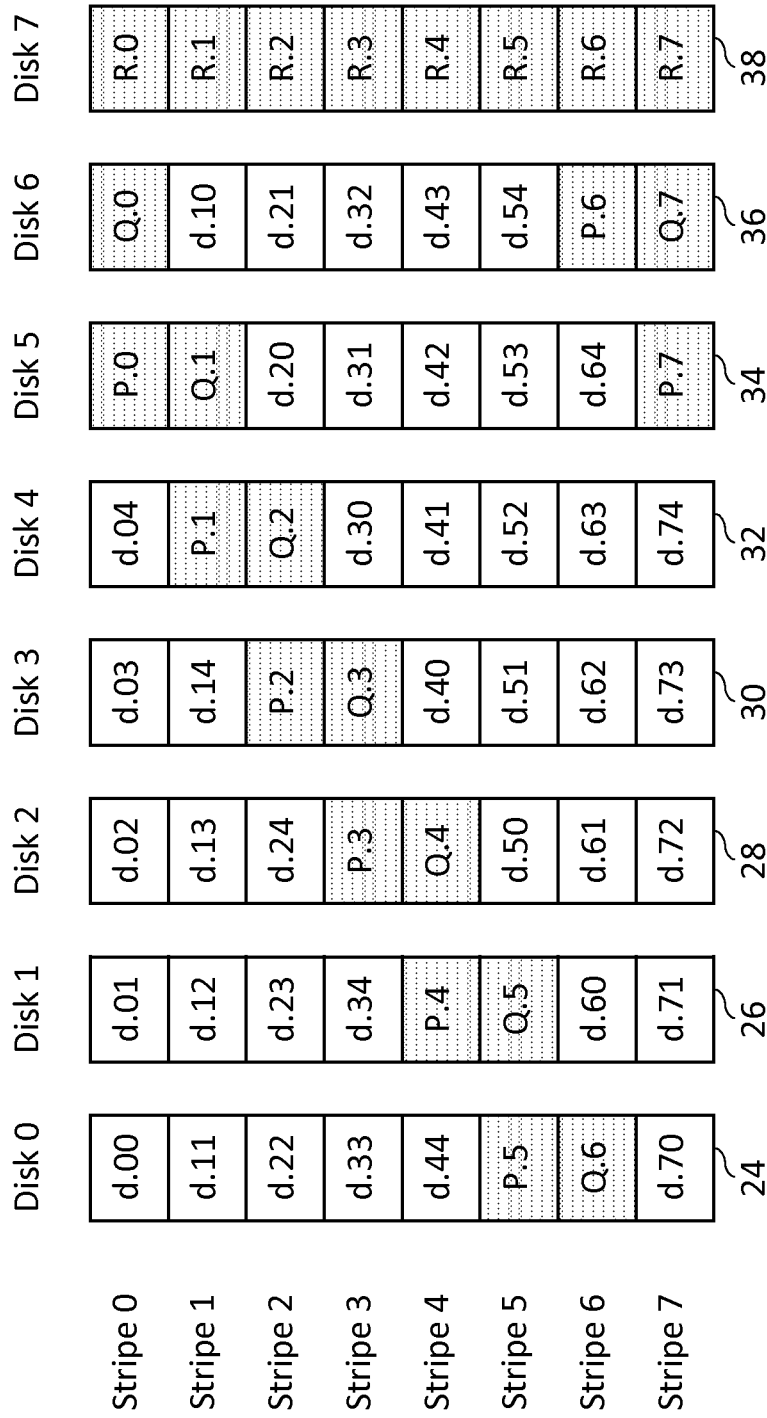 Disk 0 Disk 1 Disk 2 Disk 3 Disk 4 Disk 5 Disk 6 Disk 7
Stripe 0 d.00 d.01 d.02 d.03 d.04 P.0 Q.0 R.0
Stripe 1 d.11 d.12 d.13 d.14 P.1 Q.1 d.10 R.1
Stripe 2 d.22 d.23 d.24 P.2 Q.2 d.20 d.21 R.2
Stripe 3 d.33 d.34 P.3 Q.3 d.30 d.31 d.32 R.3
Stripe 4 d.44 P.4 Q.4 d.40 d.41 d.42 d.43 R.4
Stripe 5 P.5 Q.5 d.50 d.51 d.52 d.53 d.54 R.5
Stripe 6 Q.6 d.60 d.61 d.62 d.63 d.64 P.6 R.6
Stripe 7 d.70 d.71 d.72 d.73 d.74 P.7 Q.7 R.7
24 26 28 30 32 34 36 38